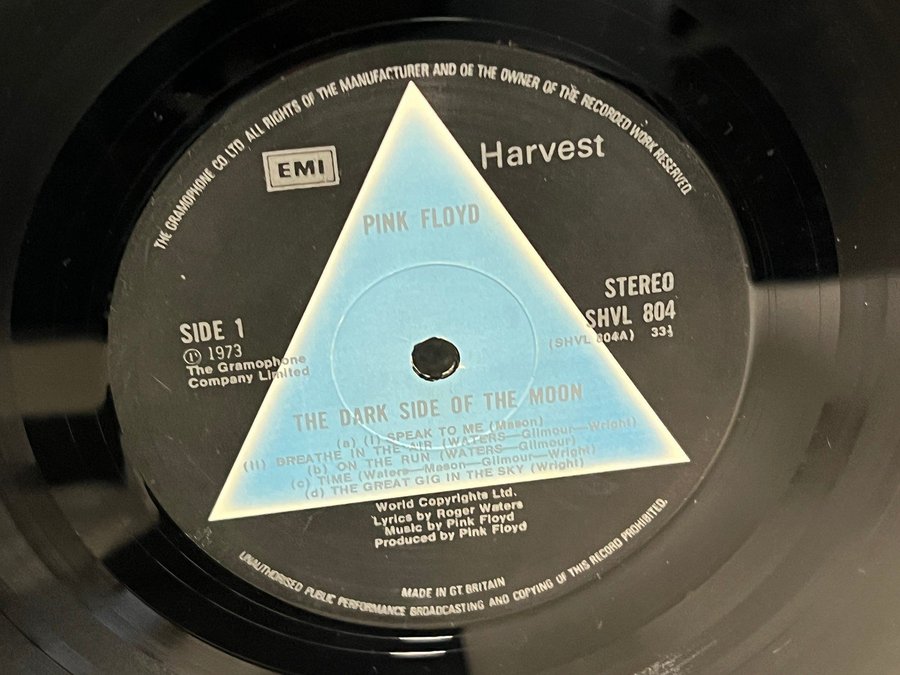 THE GRAMOPHONE CO LTD ALL RIGHTS OF THE MANUFACTURER AND OF THE OWNER OF THE RECORDED WORK RESERVED.
EMI
Harvest
PINK FLOYD
STEREO
SHVL 804
(SHVL 804A) 33⅓
SIDE 1
Ⓟ 1973
The Gramophone
Company Limited
THE DARK SIDE OF THE MOON
(a) (I) SPEAK TO ME (Mason)
(II) BREATHE IN THE AIR (WATERS—Gilmour—Wright)
(b) ON THE RUN (WATERS—Gilmour)
(c) TIME (Waters—Mason—Gilmour—Wright)
(d) THE GREAT GIG IN THE SKY (Wright)
World Copyrights Ltd.
Lyrics by Roger Waters
Music by Pink Floyd
Produced by Pink Floyd
MADE IN GT. BRITAIN
UNAUTHORISED PUBLIC PERFORMANCE BROADCASTING AND COPYING OF THIS RECORD PROHIBITED.